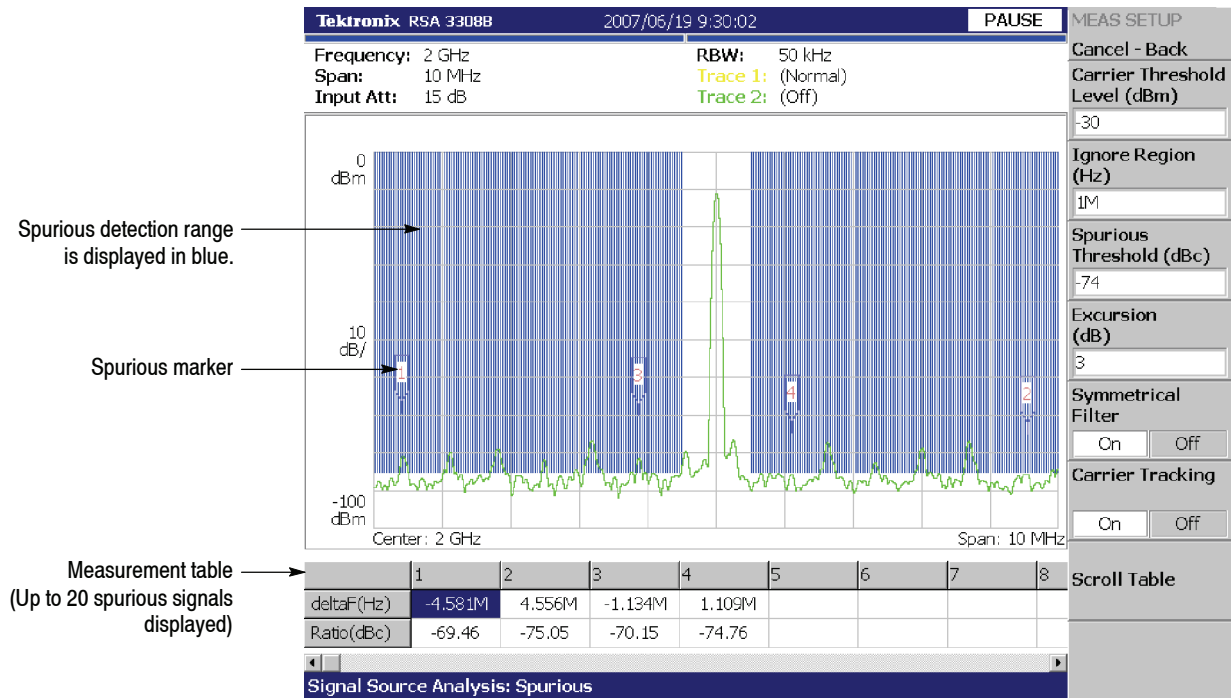 Tektronix RSA 3308B 2007/06/19 9:30:02 PAUSE
Frequency: 2 GHz RBW: 50 kHz
Span: 10 MHz Trace 1: (Normal)
Input Att: 15 dB Trace 2: (Off)
0
dBm
Spurious detection range
is displayed in blue.
10
dB/
Spurious marker
1
3
4
2
-100
dBm
Center: 2 GHz Span: 10 MHz
Measurement table
(Up to 20 spurious signals
displayed)
1 2 3 4 5 6 7 8
deltaF(Hz) -4.581M 4.556M -1.134M 1.109M
Ratio(dBc) -69.46 -75.05 -70.15 -74.76
Signal Source Analysis: Spurious
MEAS SETUP
Cancel - Back
Carrier Threshold
Level (dBm)
-30
Ignore Region
(Hz)
1M
Spurious
Threshold (dBc)
-74
Excursion
(dB)
3
Symmetrical
Filter
On Off
Carrier Tracking
On Off
Scroll Table